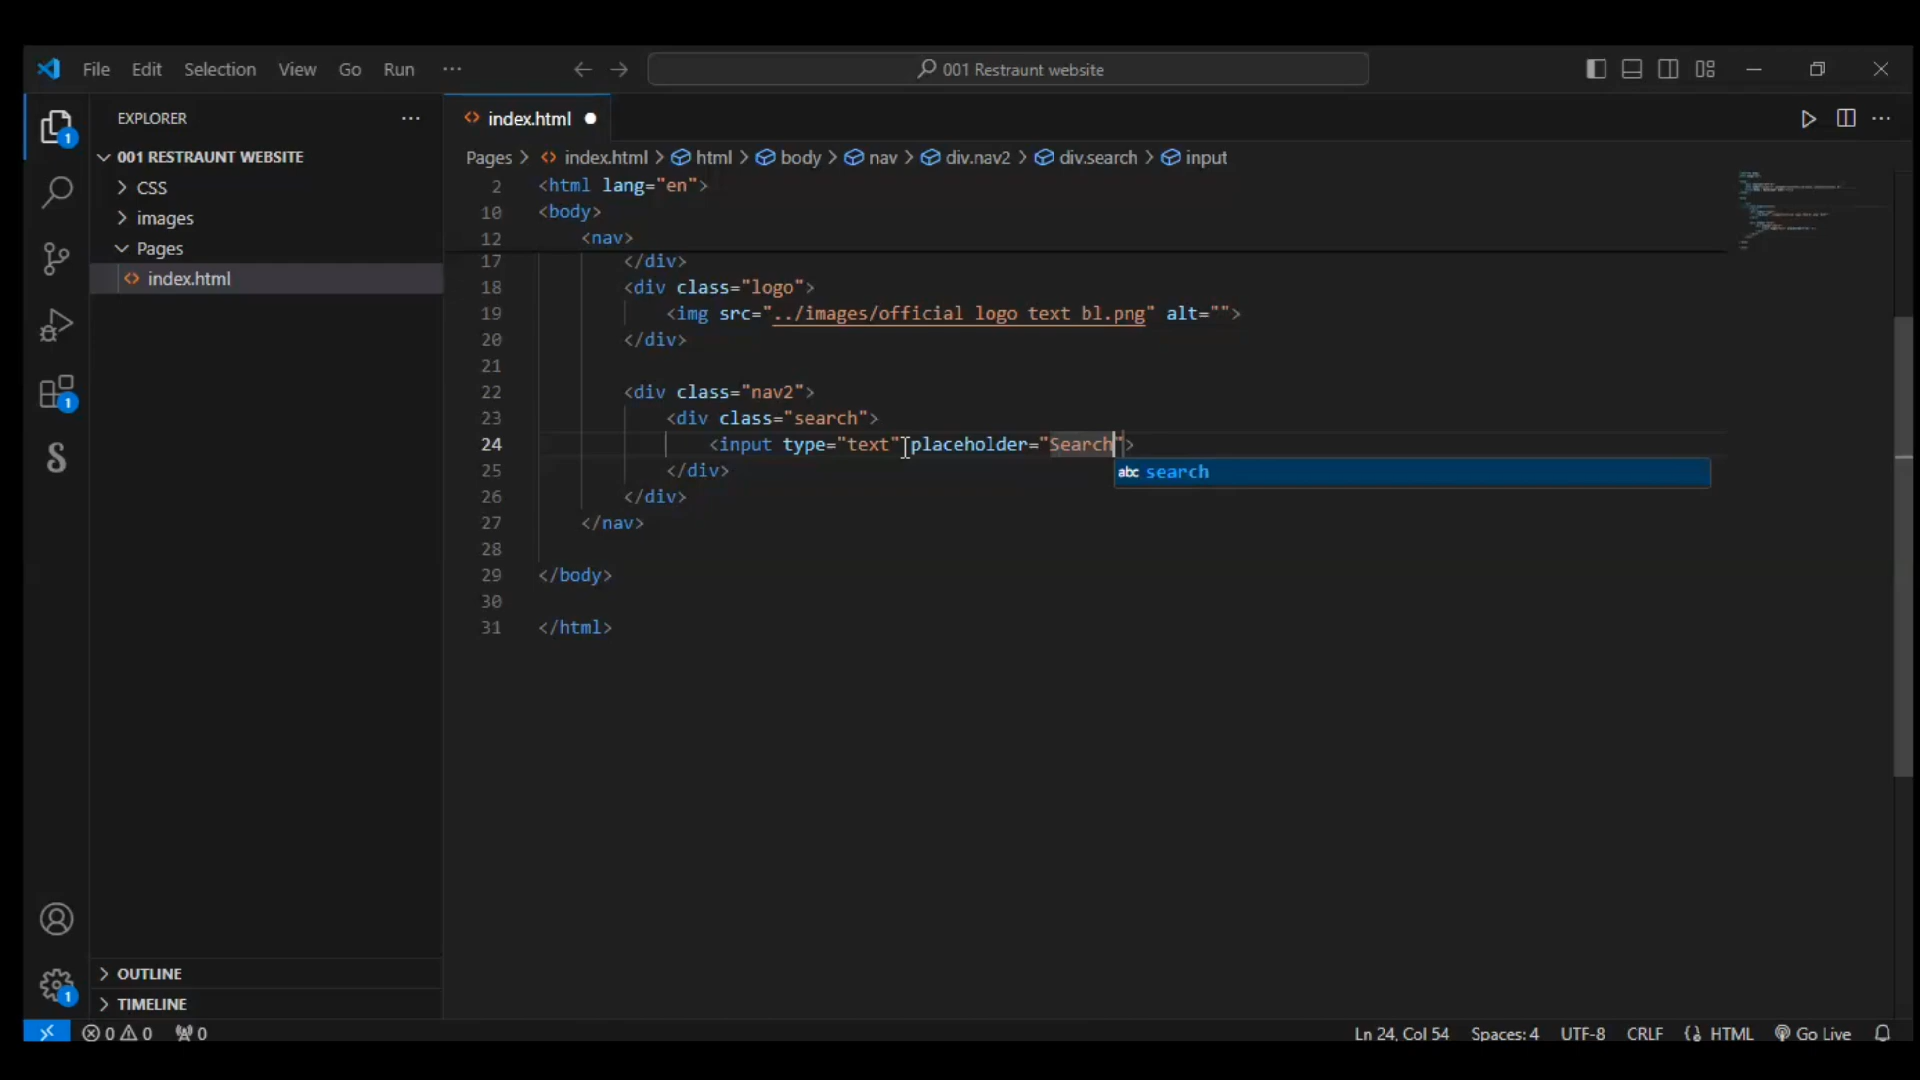 File Edit Selection View Go Run ··· 001 Restraunt website
EXPLORER ···
001 RESTRAUNT WEBSITE
CSS
images
Pages
index.html
OUTLINE
TIMELINE
index.html
Pages > index.html > html > body > nav > div.nav2 > div.search > input
2 <html lang="en">
10 <body>
12 <nav>
17 </div>
18 <div class="logo">
19 <img src="../images/official logo text bl.png" alt="">
20 </div>
21
22 <div class="nav2">
23 <div class="search">
24 <input type="text" placeholder="Search">
abc search
25 </div>
26 </div>
27 </nav>
28
29 </body>
30
31 </html>
1
1
1
0 0 0 Ln 24, Col 54 Spaces: 4 UTF-8 CRLF {} HTML Go Live